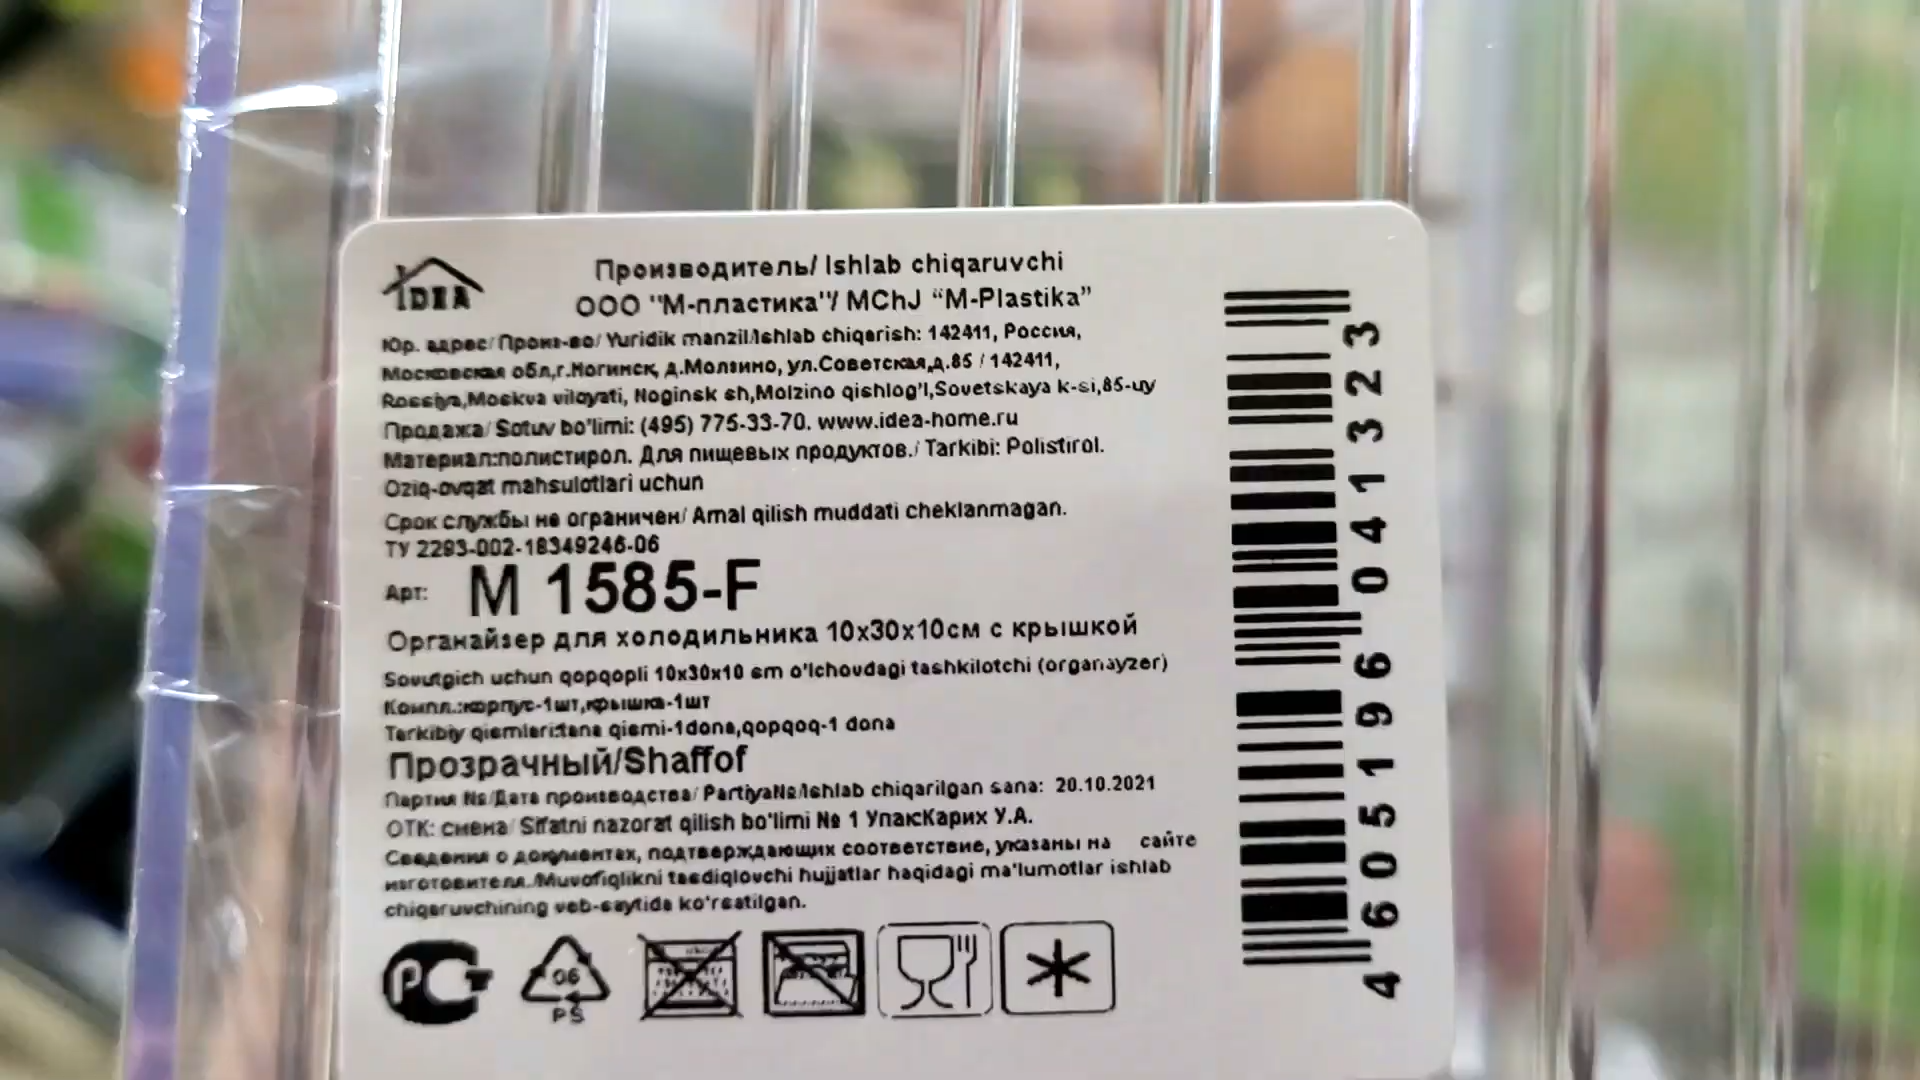 IDEA
Производитель/ Ishlab chiqaruvchi
ООО "М-пластика"/ MChJ “M-Plastika”
Юр. адрес/Произ-во/ Yuridik manzil/Ishlab chiqarish: 142411, Россия,
Московская обл,г.Ногинск, д.Молзино, ул.Советская,д.85 / 142411,
Rossiya,Moskva viloyati, Noginsk sh,Molzino qishlog'I,Sovetskaya k-si,85-uy
Продажа/ Sotuv bo'limi: (495) 775-33-70. www.idea-home.ru
Материал:полистирол. Для пищевых продуктов./ Tarkibi: Polistirol.
Oziq-ovqat mahsulotlari uchun
Срок службы не ограничен/ Amal qilish muddati cheklanmagan.
ТУ 2293-002-18349246-06
Арт: М 1585-F
Органайзер для холодильника 10х30х10см с крышкой
Sovutgich uchun qopqopli 10x30x10 sm o'lchovdagi tashkilotchi (organayzer)
Компл.:корпус-1шт,крышка-1шт
Tarkibiy qismlari:tana qismi-1dona,qopqoq-1 dona
Прозрачный/Shaffof
Партия №/Дата производства/ Partiya№/Ishlab chiqarilgan sana: 20.10.2021
ОТК: смена/ Sifatni nazorat qilish bo'limi № 1 УпакКарих У.А.
Сведения о документах, подтверждающих соответствие, указаны на сайте
изготовителя./Muvofiqlikni tasdiqlovchi hujjatlar haqidagi ma'lumotlar ishlab
chiqaruvchining veb-saytida ko'rsatilgan.
РСТ
06
PS
4 605196 041323